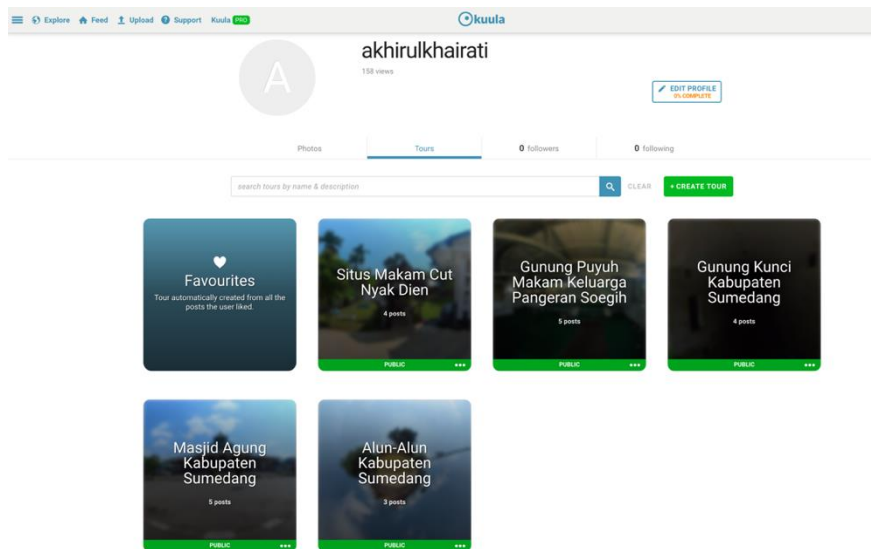 Explore Feed Upload Support Kuula PRO
kuula
A
akhirulkhairati
158 views
EDIT PROFILE
0% COMPLETE
Photos Tours 0 followers 0 following
search tours by name & description CLEAR + CREATE TOUR
Favourites
Tour automatically created from all the
posts the user liked.
Situs Makam Cut
Nyak Dien
4 posts
PUBLIC
Gunung Puyuh
Makam Keluarga
Pangeran Soegih
5 posts
PUBLIC
Gunung Kunci
Kabupaten
Sumedang
4 posts
PUBLIC
Masjid Agung
Kabupaten
Sumedang
5 posts
PUBLIC
Alun-Alun
Kabupaten
Sumedang
3 posts
PUBLIC